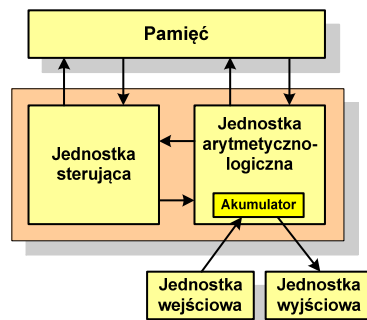 Pamięć
Jednostka
sterująca
Jednostka
arytmetyczno-
logiczna
Akumulator
Jednostka
wejściowa
Jednostka
wyjściowa